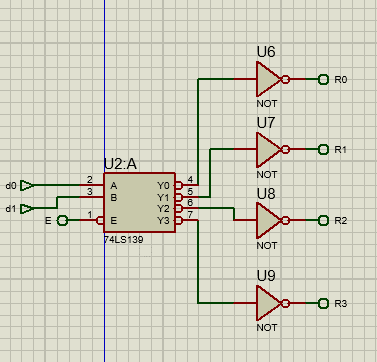 U6
R0
NOT
U7
R1
NOT
U2:A
d0 2 A Y0 4
3 B Y1 5
d1 Y2 6
E 1 E Y3 7
74LS139
U8
R2
NOT
U9
R3
NOT